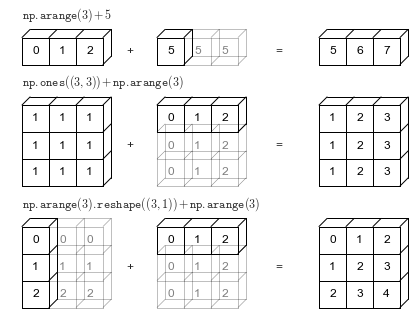 np.arange(3)+5
0 1 2 + 5 5 5 = 5 6 7
np.ones((3,3))+np.arange(3)
1 1 1 0 1 2 1 2 3
1 1 1 + 0 1 2 = 1 2 3
1 1 1 0 1 2 1 2 3
np.arange(3).reshape((3,1))+np.arange(3)
0 0 0 0 1 2 0 1 2
1 1 1 + 0 1 2 = 1 2 3
2 2 2 0 1 2 2 3 4